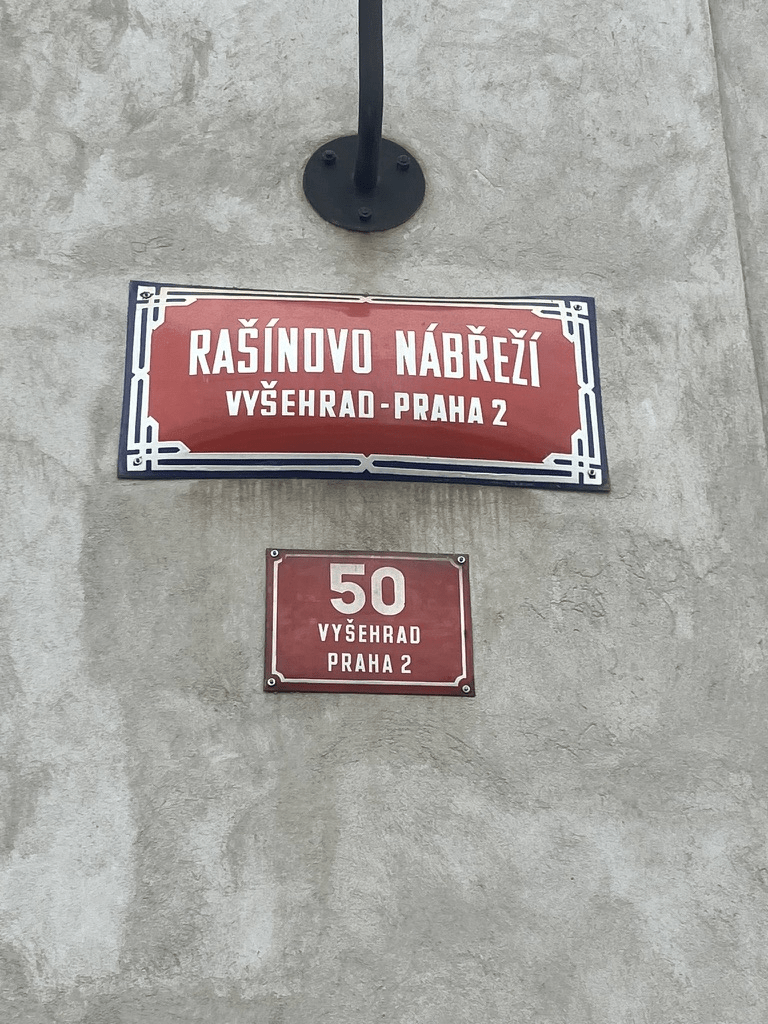 RAŠÍNOVO NÁBŘEŽÍ
VYŠEHRAD-PRAHA 2
50
VYŠEHRAD
PRAHA 2